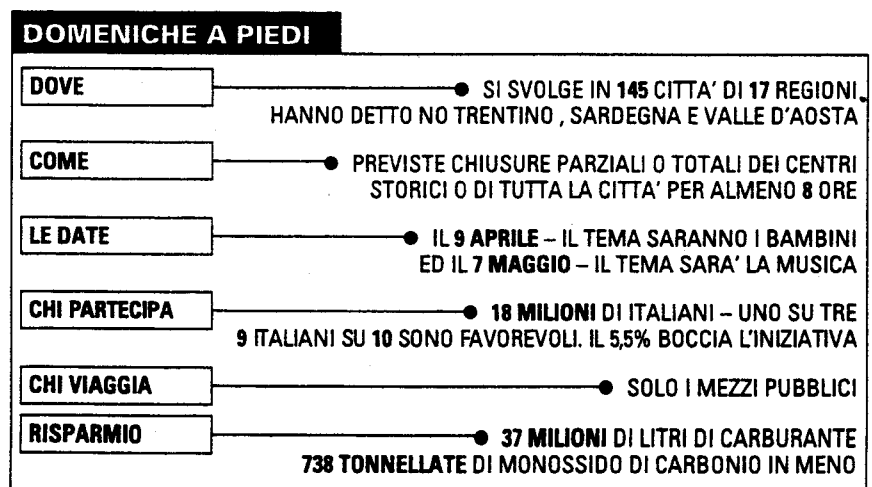 DOMENICHE A PIEDI
DOVE
SI SVOLGE IN 145 CITTA' DI 17 REGIONI
HANNO DETTO NO TRENTINO , SARDEGNA E VALLE D'AOSTA
COME
PREVISTE CHIUSURE PARZIALI O TOTALI DEI CENTRI
STORICI O DI TUTTA LA CITTA' PER ALMENO 8 ORE
LE DATE
IL 9 APRILE – IL TEMA SARANNO I BAMBINI
ED IL 7 MAGGIO – IL TEMA SARA' LA MUSICA
CHI PARTECIPA
18 MILIONI DI ITALIANI – UNO SU TRE
9 ITALIANI SU 10 SONO FAVOREVOLI. IL 5,5% BOCCIA L'INIZIATIVA
CHI VIAGGIA
SOLO I MEZZI PUBBLICI
RISPARMIO
37 MILIONI DI LITRI DI CARBURANTE
738 TONNELLATE DI MONOSSIDO DI CARBONIO IN MENO